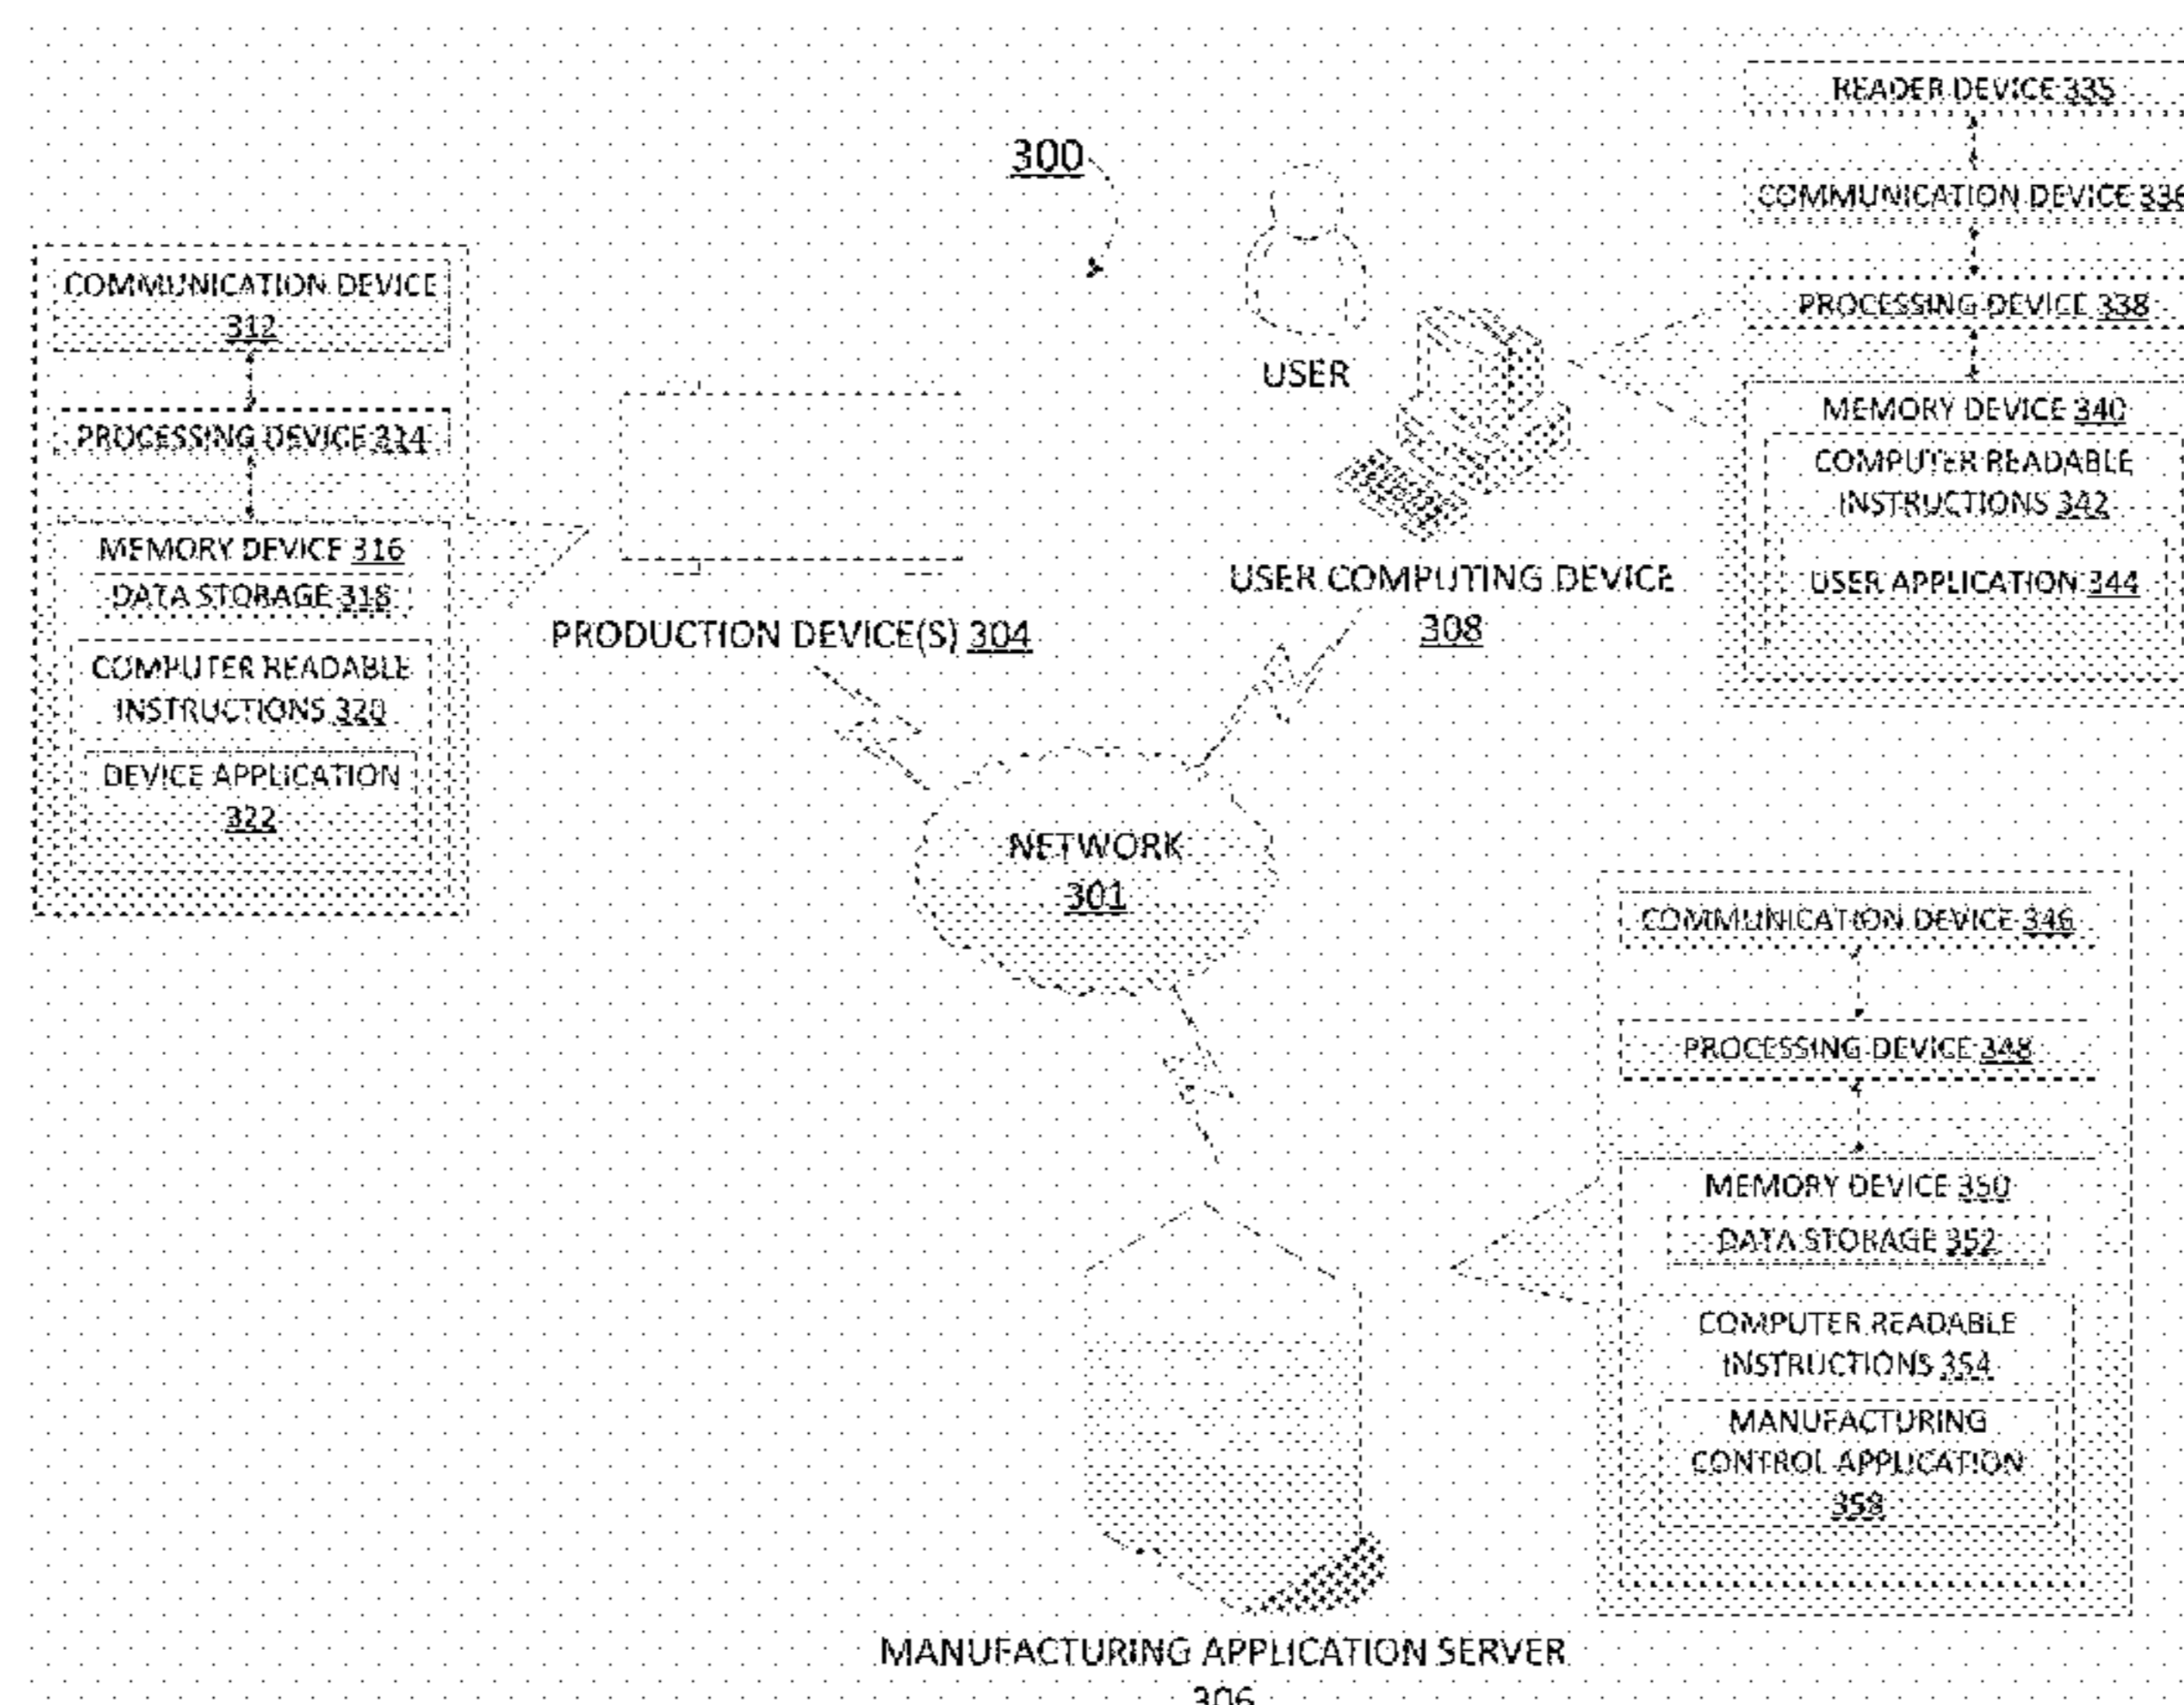 300
COMMUNICATION DEVICE
312
PROCESSING DEVICE 314
MEMORY DEVICE 316
DATA STORAGE 318
COMPUTER READABLE
INSTRUCTIONS 320
DEVICE APPLICATION
322
PRODUCTION DEVICE(S) 304
USER
USER COMPUTING DEVICE
308
READER DEVICE 335
COMMUNICATION DEVICE 336
PROCESSING DEVICE 338
MEMORY DEVICE 340
COMPUTER READABLE
INSTRUCTIONS 342
USER APPLICATION 344
NETWORK
301
COMMUNICATION DEVICE 346
PROCESSING DEVICE 348
MEMORY DEVICE 350
DATA STORAGE 352
COMPUTER READABLE
INSTRUCTIONS 354
MANUFACTURING
CONTROL APPLICATION
358
MANUFACTURING APPLICATION SERVER
306